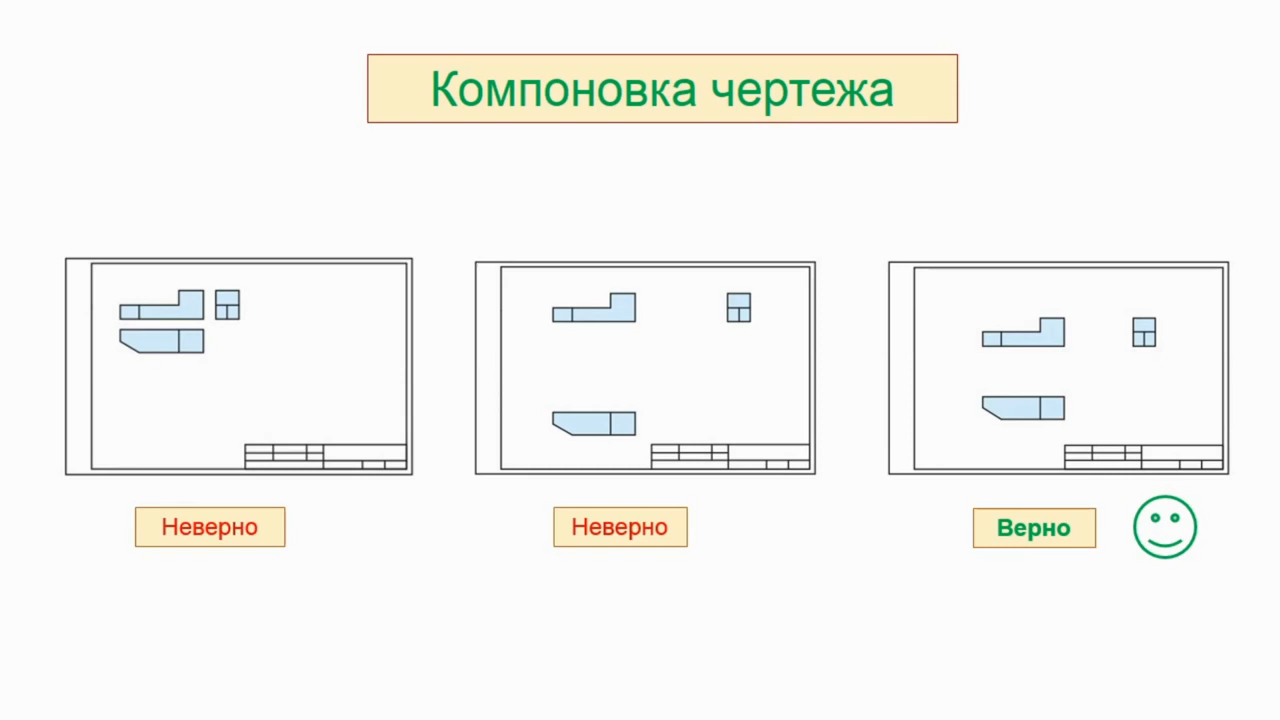 Компоновка чертежа
Неверно
Неверно
Верно